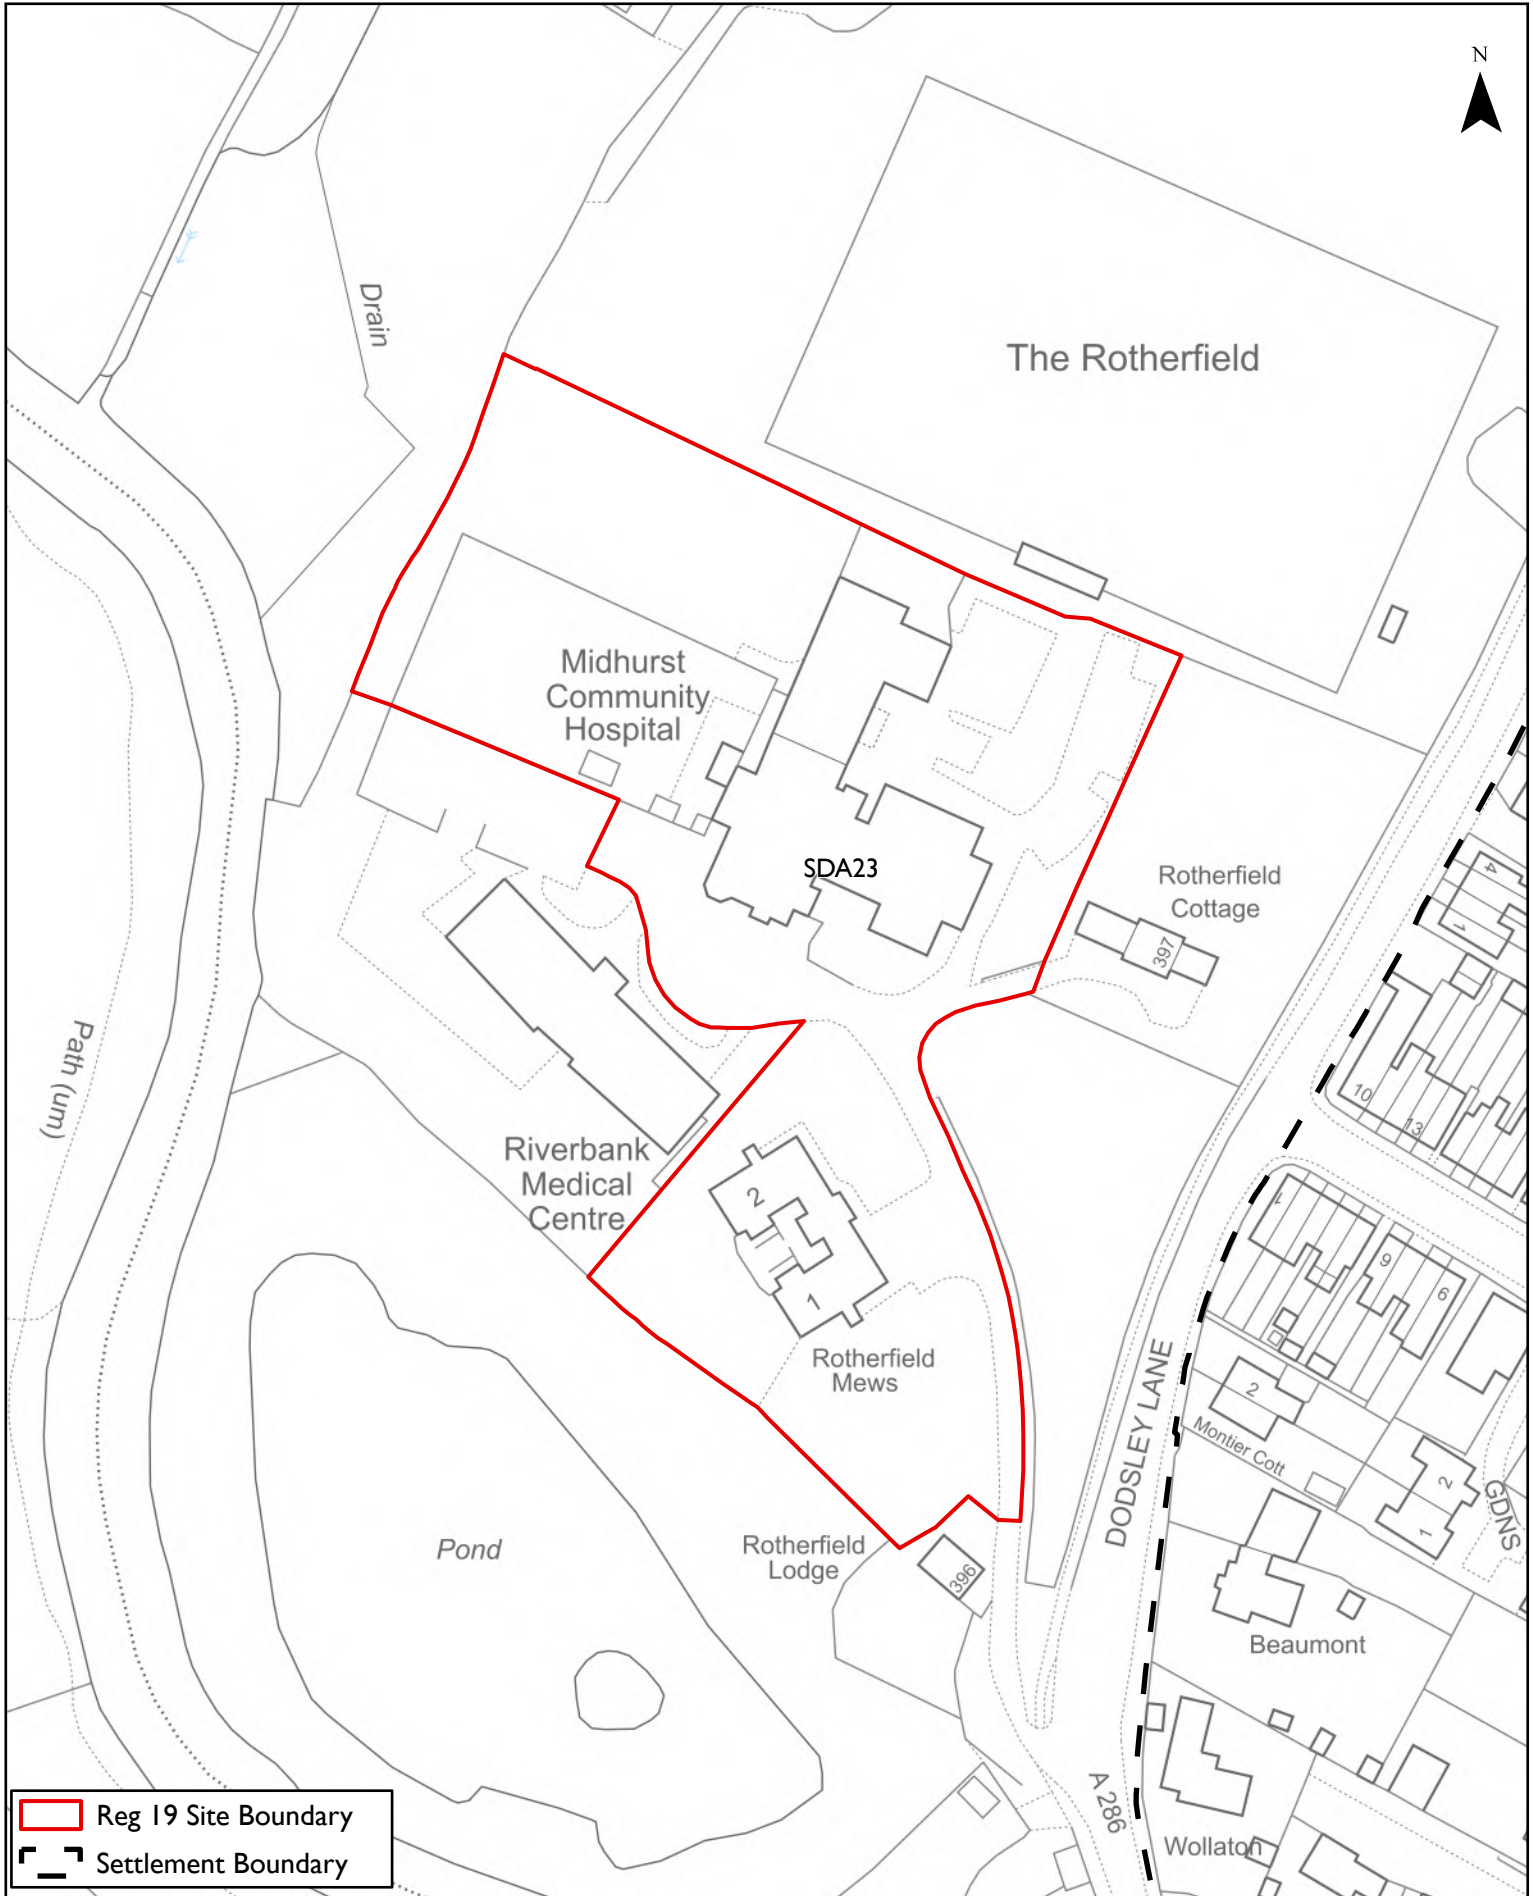 N
Drain
The Rotherfield
Midhurst
Community
Hospital
SDA23
Rotherfield
Cottage
397
4
1
10
13
Path (um)
Riverbank
Medical
Centre
2
1
Rotherfield
Mews
1
9
6
DODSLEY LANE
2
Montier Cott
2
1
GDNS
Pond
Rotherfield
Lodge
396
Beaumont
A 286
Wollaton
Reg 19 Site Boundary
Settlement Boundary